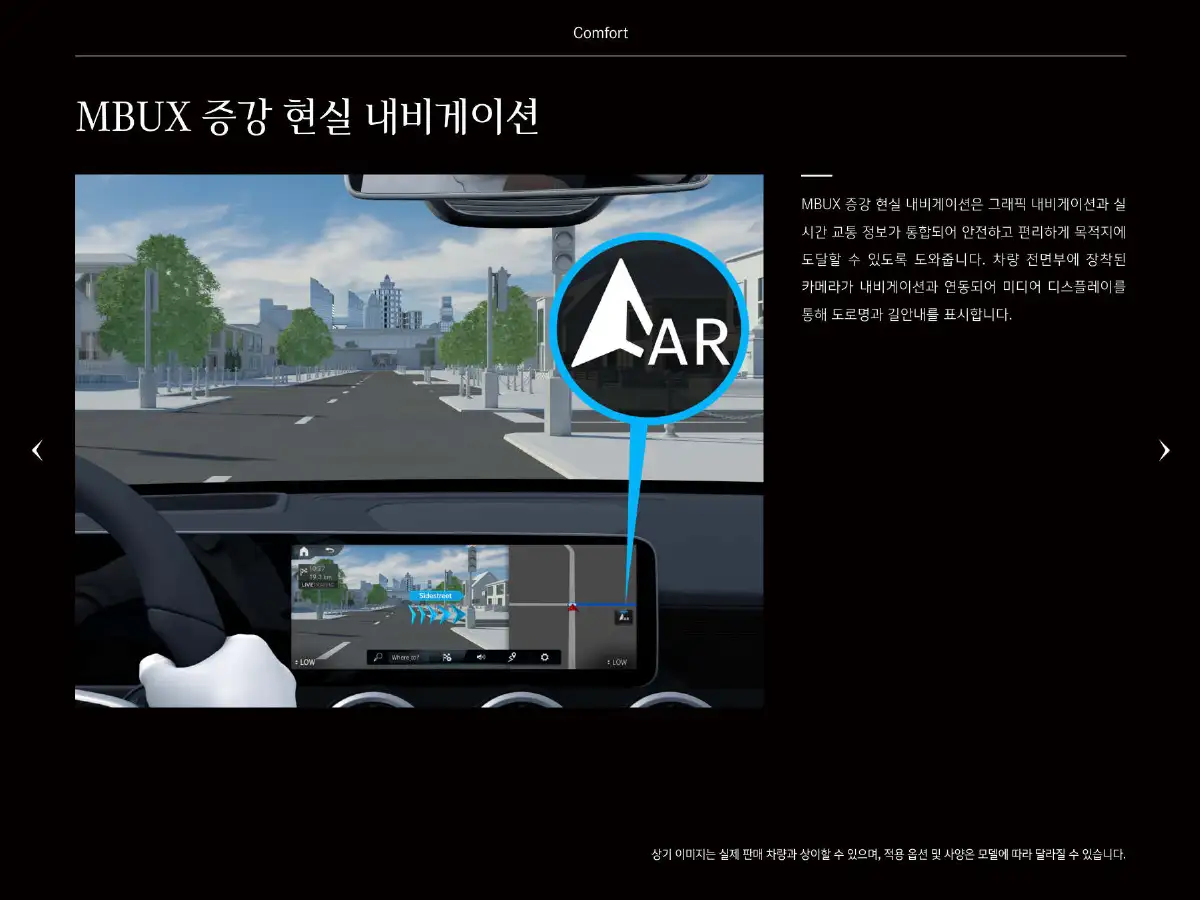 Comfort
MBUX 증강 현실 내비게이션
MBUX 증강 현실 내비게이션은 그래픽 내비게이션과 실
시간 교통 정보가 통합되어 안전하고 편리하게 목적지에
도달할 수 있도록 도와줍니다. 차량 전면부에 장착된
카메라가 내비게이션과 연동되어 미디어 디스플레이를
통해 도로명과 길안내를 표시합니다.
AR
Sidestreet
LOW
Where to?
LOW
상기 이미지는 실제 판매 차량과 상이할 수 있으며, 적용 옵션 및 사양은 모델에 따라 달라질 수 있습니다.